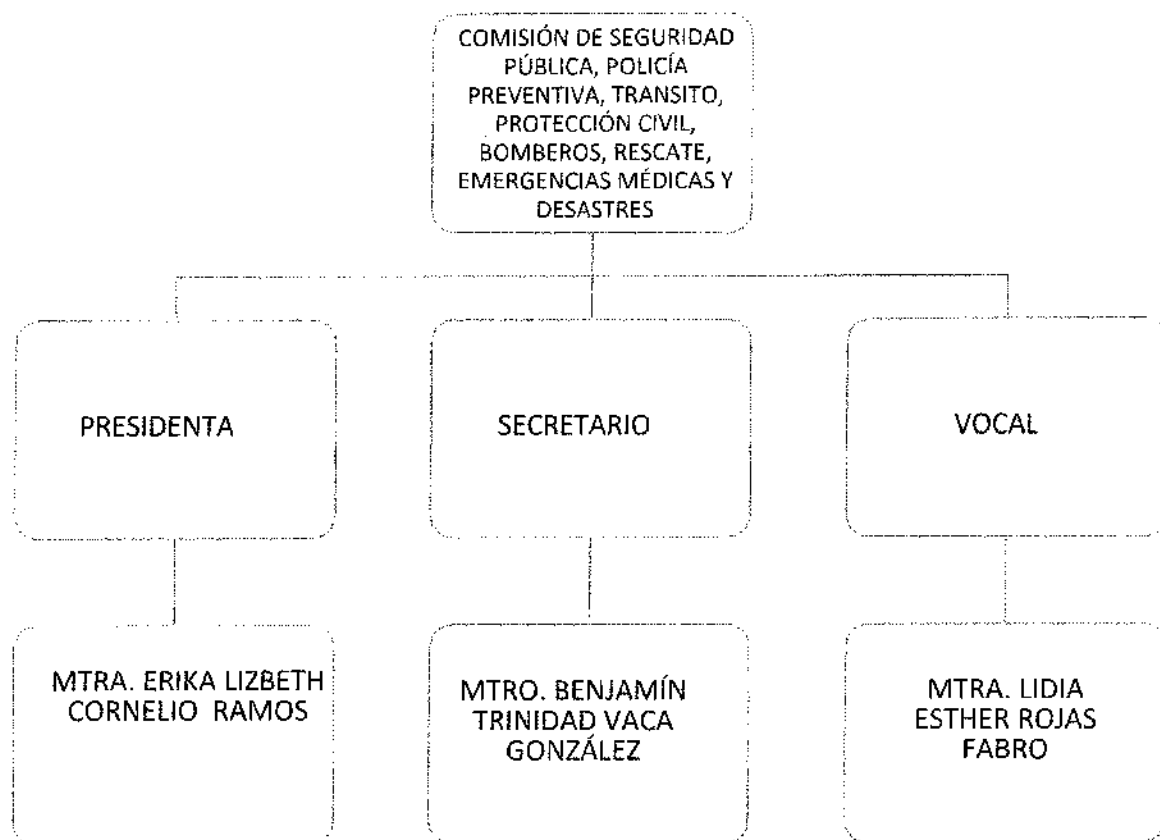 COMISIÓN DE SEGURIDAD
PÚBLICA, POLICÍA
PREVENTIVA, TRANSITO,
PROTECCIÓN CIVIL,
BOMBEROS, RESCATE,
EMERGENCIAS MÉDICAS Y
DESASTRES
PRESIDENTA
SECRETARIO
VOCAL
MTRA. ERIKA LIZBETH
CORNELIO RAMOS
MTRO. BENJAMÍN
TRINIDAD VACA
GONZÁLEZ
MTRA. LIDIA
ESTHER ROJAS
FABRO